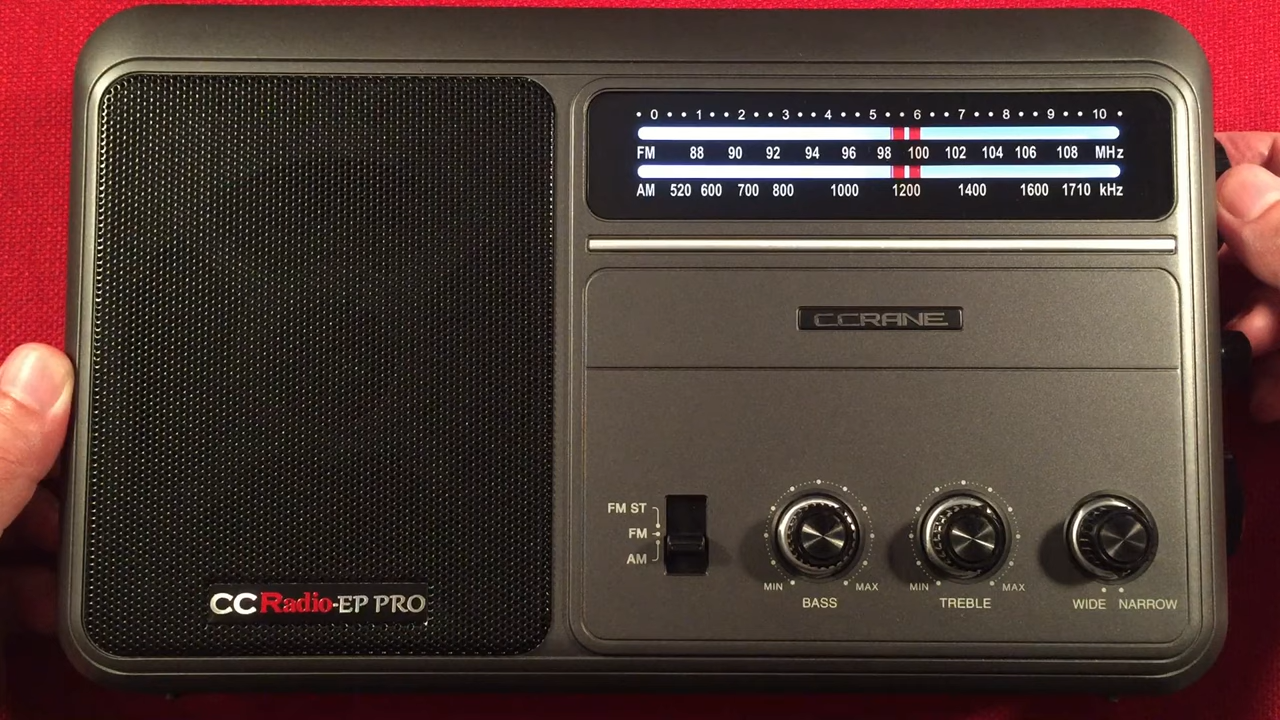 0 1 2 3 4 5 6 7 8 9 10
FM 88 90 92 94 96 98 100 102 104 106 108 MHz
AM 520 600 700 800 1000 1200 1400 1600 1710 kHz
CCRANE
FM ST
FM
AM
MIN MAX
BASS
MIN MAX
TREBLE
WIDE NARROW
CCRadio-EP PRO